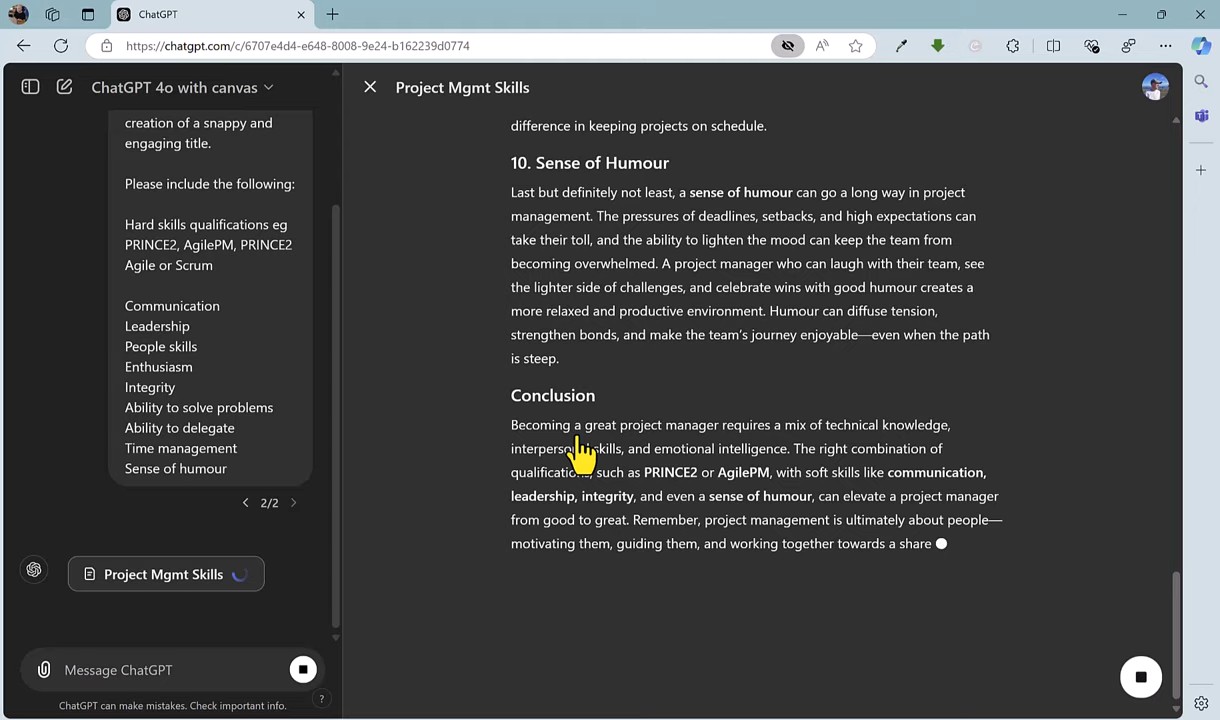 ChatGPT
https://chatgpt.com/c/6707e4d4-e648-8008-9e24-b162239d0774
ChatGPT 4o with canvas
creation of a snappy and
engaging title.
Please include the following:
Hard skills qualifications eg
PRINCE2, AgilePM, PRINCE2
Agile or Scrum
Communication
Leadership
People skills
Enthusiasm
Integrity
Ability to solve problems
Ability to delegate
Time management
Sense of humour
2/2
Project Mgmt Skills
Message ChatGPT
ChatGPT can make mistakes. Check important info.
?
Project Mgmt Skills
difference in keeping projects on schedule.
10. Sense of Humour
Last but definitely not least, a sense of humour can go a long way in project
management. The pressures of deadlines, setbacks, and high expectations can
take their toll, and the ability to lighten the mood can keep the team from
becoming overwhelmed. A project manager who can laugh with their team, see
the lighter side of challenges, and celebrate wins with good humour creates a
more relaxed and productive environment. Humour can diffuse tension,
strengthen bonds, and make the team's journey enjoyable—even when the path
is steep.
Conclusion
Becoming a great project manager requires a mix of technical knowledge,
interpersonal skills, and emotional intelligence. The right combination of
qualifications, such as PRINCE2 or AgilePM, with soft skills like communication,
leadership, integrity, and even a sense of humour, can elevate a project manager
from good to great. Remember, project management is ultimately about people—
motivating them, guiding them, and working together towards a share